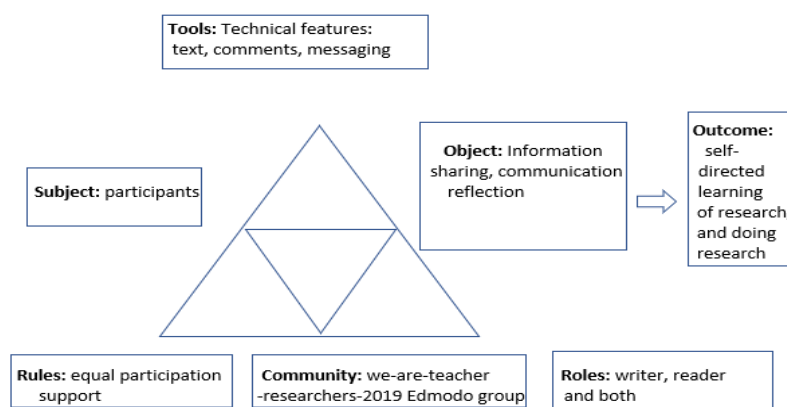 Tools: Technical features:
text, comments, messaging
Subject: participants
Object: Information
sharing, communication
reflection
Outcome:
self-
directed
learning
of research
and doing
research
Rules: equal participation
support
Community: we-are-teacher
-researchers-2019 Edmodo group
Roles: writer, reader
and both